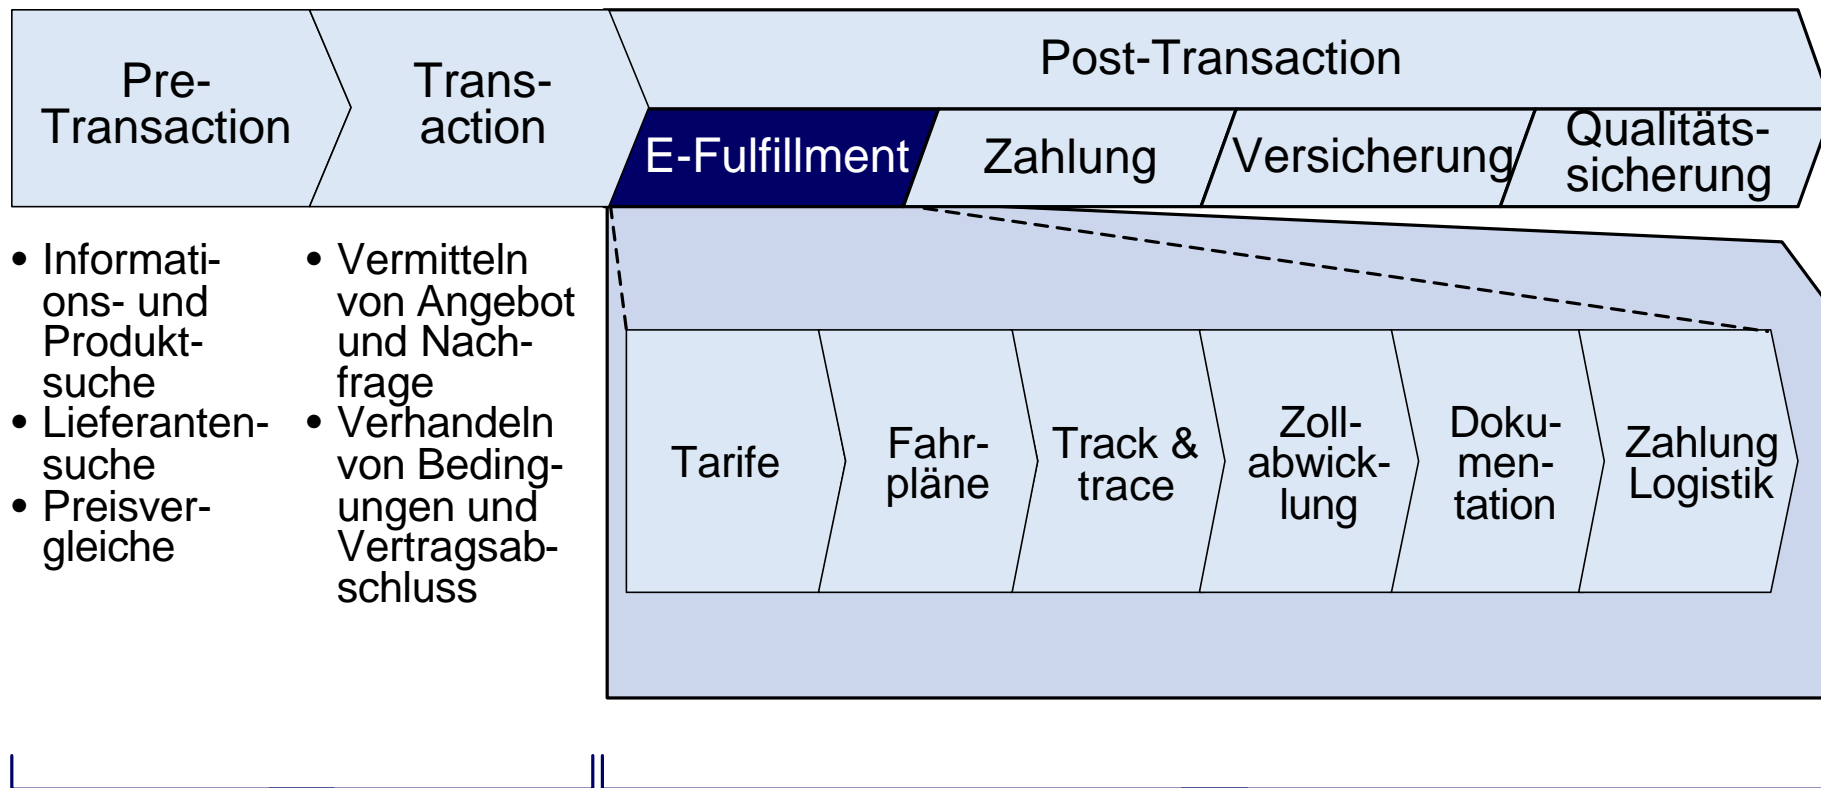 Pre-
Transaction
Trans-
action
Post-Transaction
E-Fulfillment
Zahlung
Versicherung
Qualitäts-
sicherung
• Informati-
ons- und
Produkt-
suche
• Lieferanten-
suche
• Preisver-
gleiche
• Vermitteln
von Angebot
und Nach-
frage
• Verhandeln
von Beding-
ungen und
Vertragsab-
schluss
Tarife
Fahr-
pläne
Track &
trace
Zoll-
abwick-
lung
Doku-
men-
tation
Zahlung
Logistik